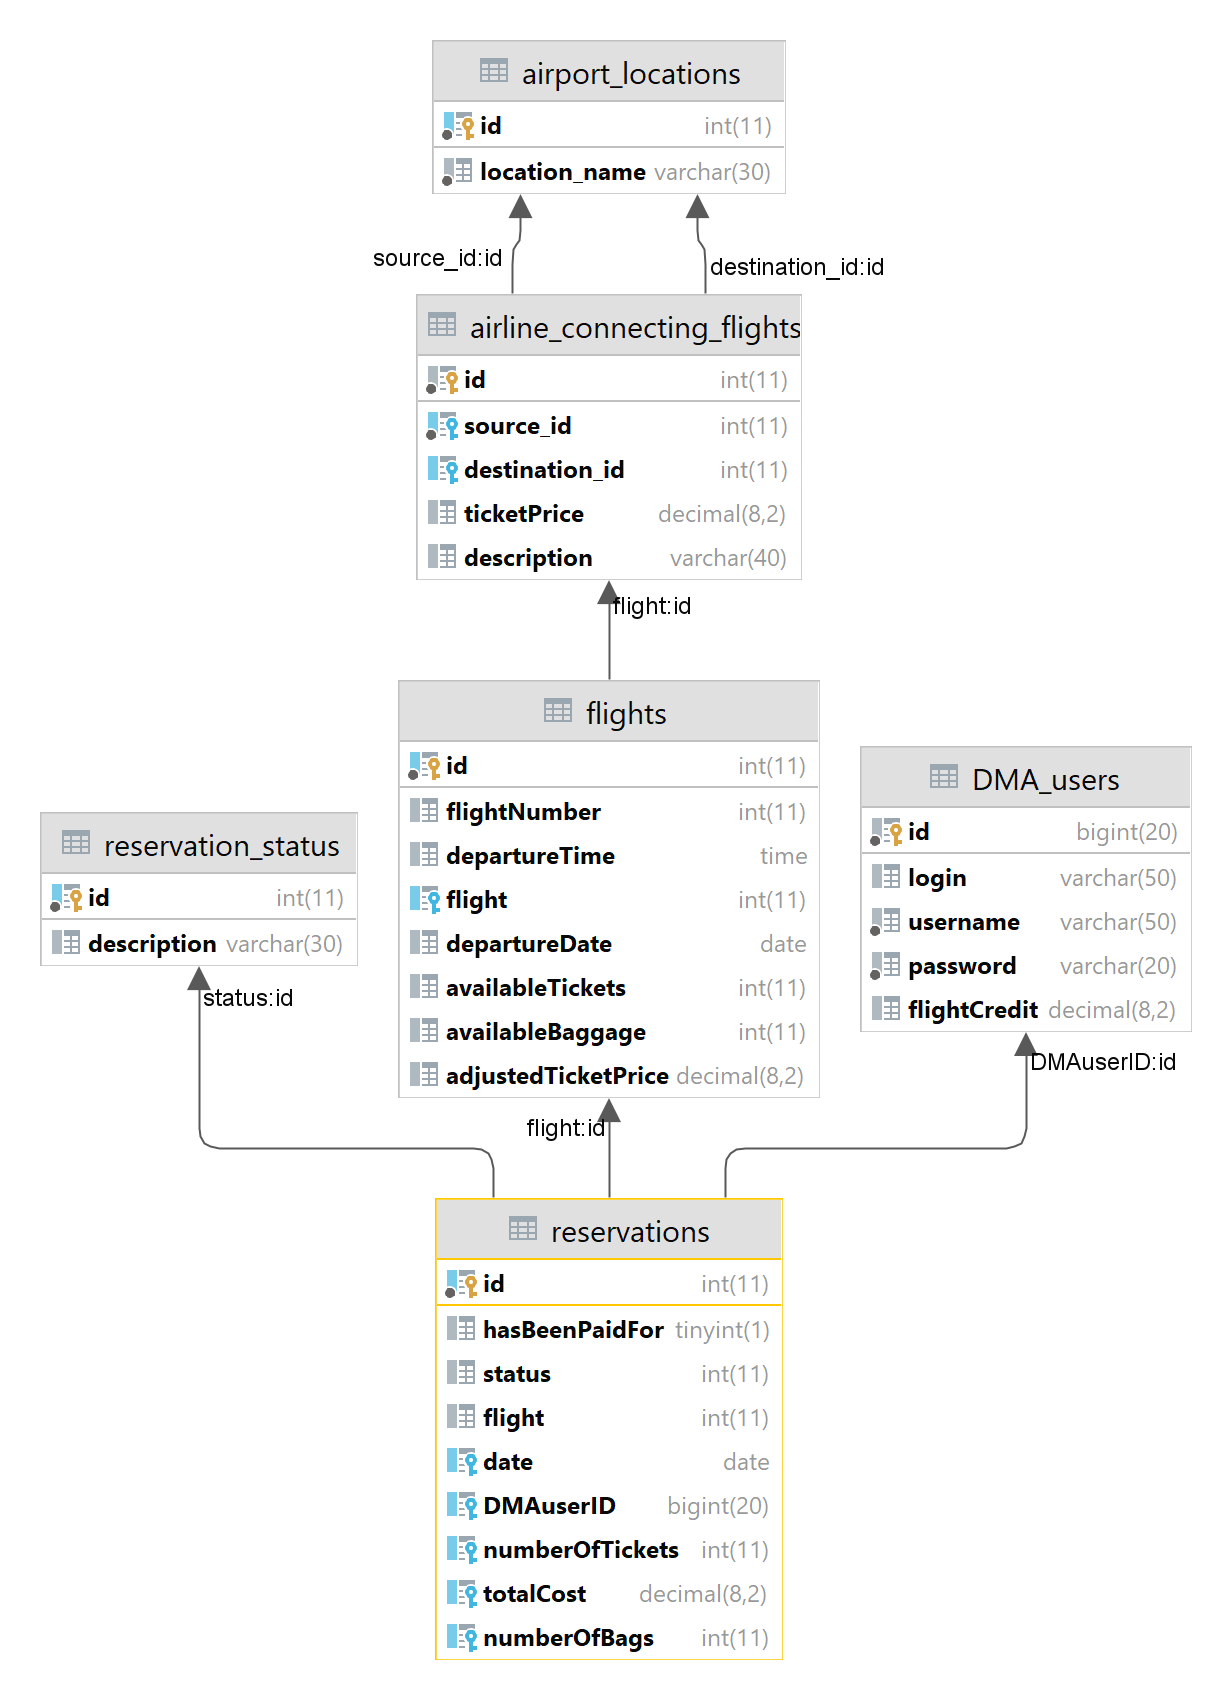 airport_locations
id int(11)
location_name varchar(30)
source_id:id
destination_id:id
airline_connecting_flights
id int(11)
source_id int(11)
destination_id int(11)
ticketPrice decimal(8,2)
description varchar(40)
flight:id
flights
id int(11)
flightNumber int(11)
departureTime time
flight int(11)
departureDate date
availableTickets int(11)
availableBaggage int(11)
adjustedTicketPrice decimal(8,2)
DMA_users
id bigint(20)
login varchar(50)
username varchar(50)
password varchar(20)
flightCredit decimal(8,2)
reservation_status
id int(11)
description varchar(30)
status:id
flight:id
DMAuserID:id
reservations
id int(11)
hasBeenPaidFor tinyint(1)
status int(11)
flight int(11)
date date
DMAuserID bigint(20)
numberOfTickets int(11)
totalCost decimal(8,2)
numberOfBags int(11)